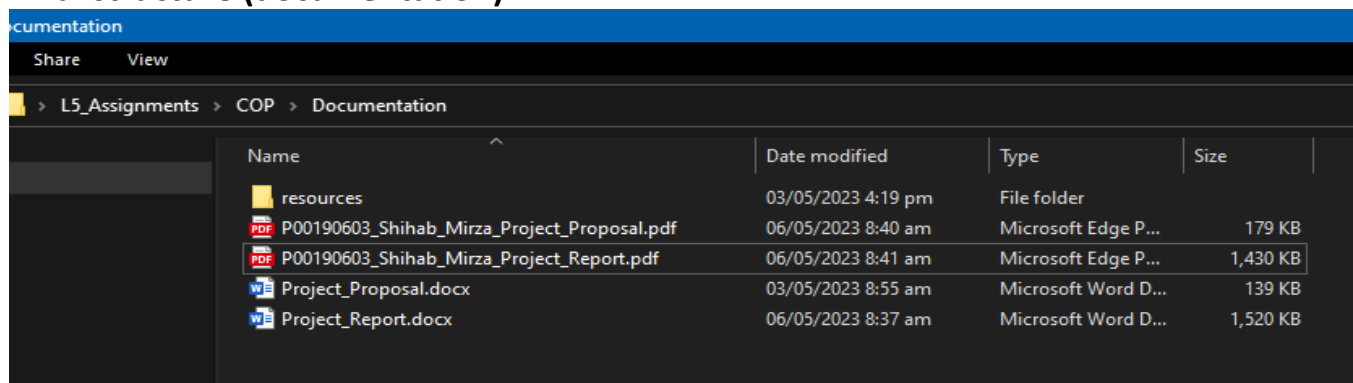 cumentation
Share View
L5_Assignments > COP > Documentation
Name Date modified Type Size
resources 03/05/2023 4:19 pm File folder
PDF P00190603_Shihab_Mirza_Project_Proposal.pdf 06/05/2023 8:40 am Microsoft Edge P... 179 KB
PDF P00190603_Shihab_Mirza_Project_Report.pdf 06/05/2023 8:41 am Microsoft Edge P... 1,430 KB
W Project_Proposal.docx 03/05/2023 8:55 am Microsoft Word D... 139 KB
W Project_Report.docx 06/05/2023 8:37 am Microsoft Word D... 1,520 KB